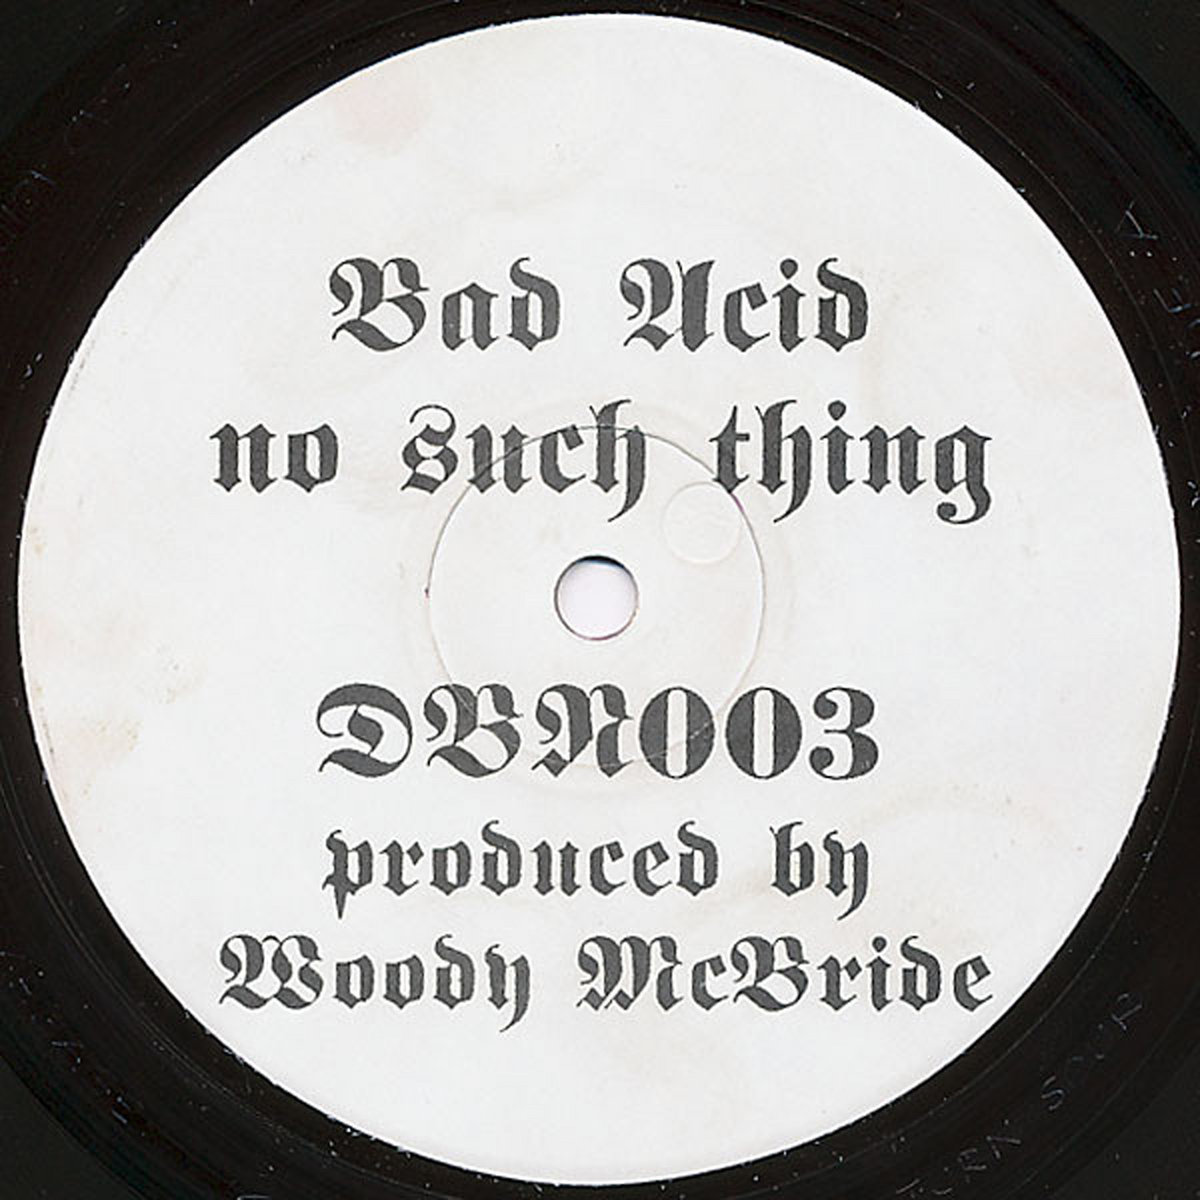 Bad Acid
no such thing
DBN003
produced by
Woody McBride